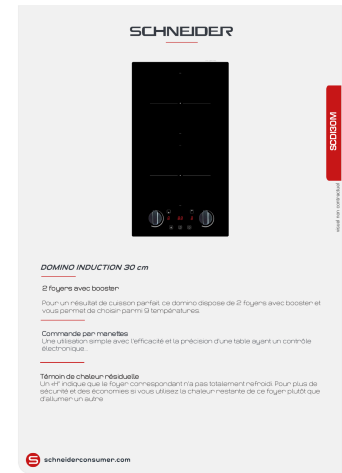 SCHNEIDER
SCDI30M
visuel non contractuel
DOMINO INDUCTION 30 cm
2 foyers avec booster
Pour un résultat de cuisson parfait, ce domino dispose de 2 foyers avec booster et
vous permet de choisir parmi 9 températures.
Commande par manettes
Une utilisation simple avec l'efficacité et la précision d'une table ayant un contrôle
électronique...
Témoin de chaleur résiduelle
Un «H" indique que le foyer correspondant n'a pas totalement refroidi. Pour plus de
sécurité et des économies si vous utilisez la chaleur restante de ce foyer plutôt que
d'allumer un autre
S schneiderconsumer.com